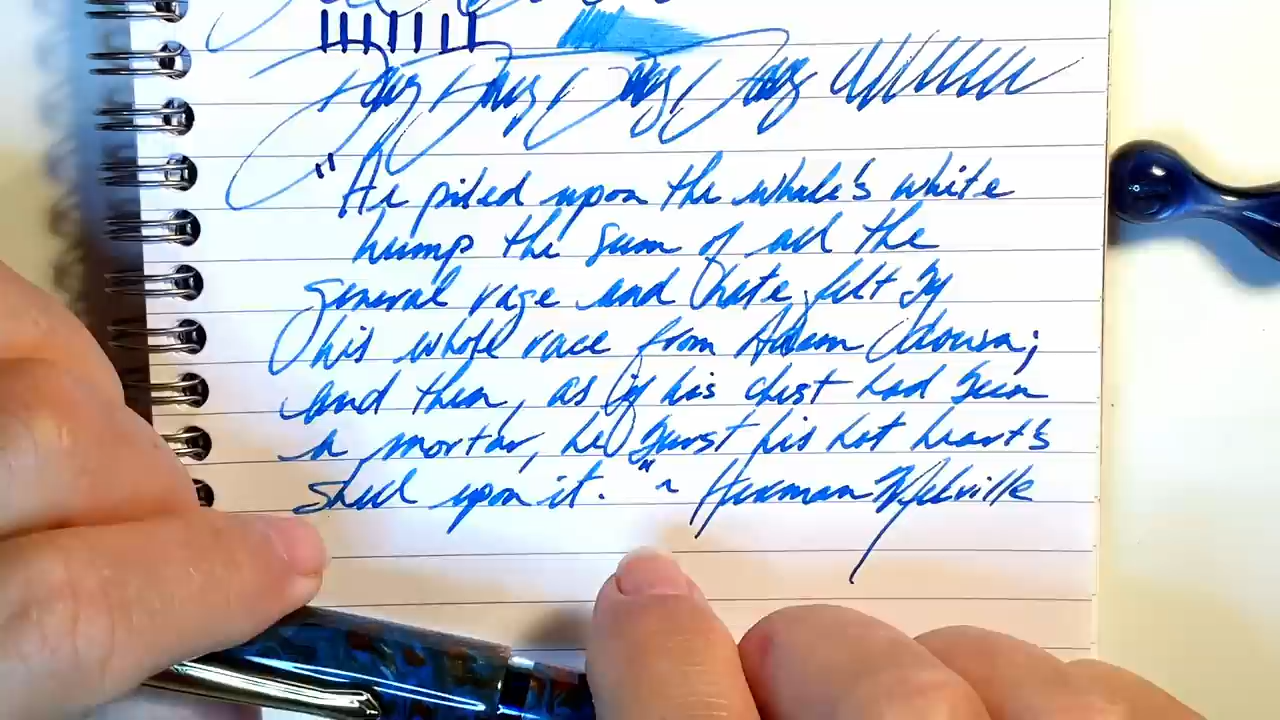 "He piled upon the whale's white
hump the sum of all the
general rage and hate felt by
his whole race from Adam down;
and then, as if his chest had been
a mortar, he burst his hot heart's
shell upon it." ~ Herman Melville